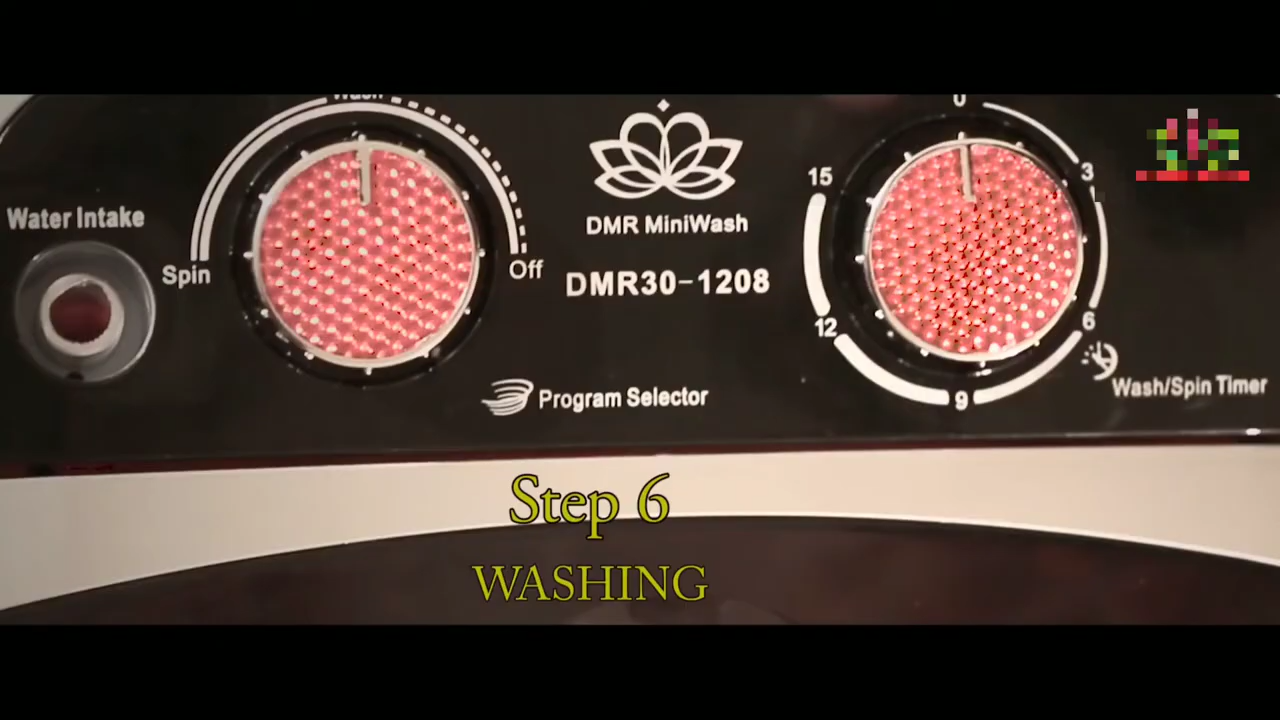 Wash
0
3
15
Water Intake
DMR MiniWash
Spin
Off
DMR30-1208
12
6
Wash/Spin Timer
Program Selector
9
Step 6
WASHING